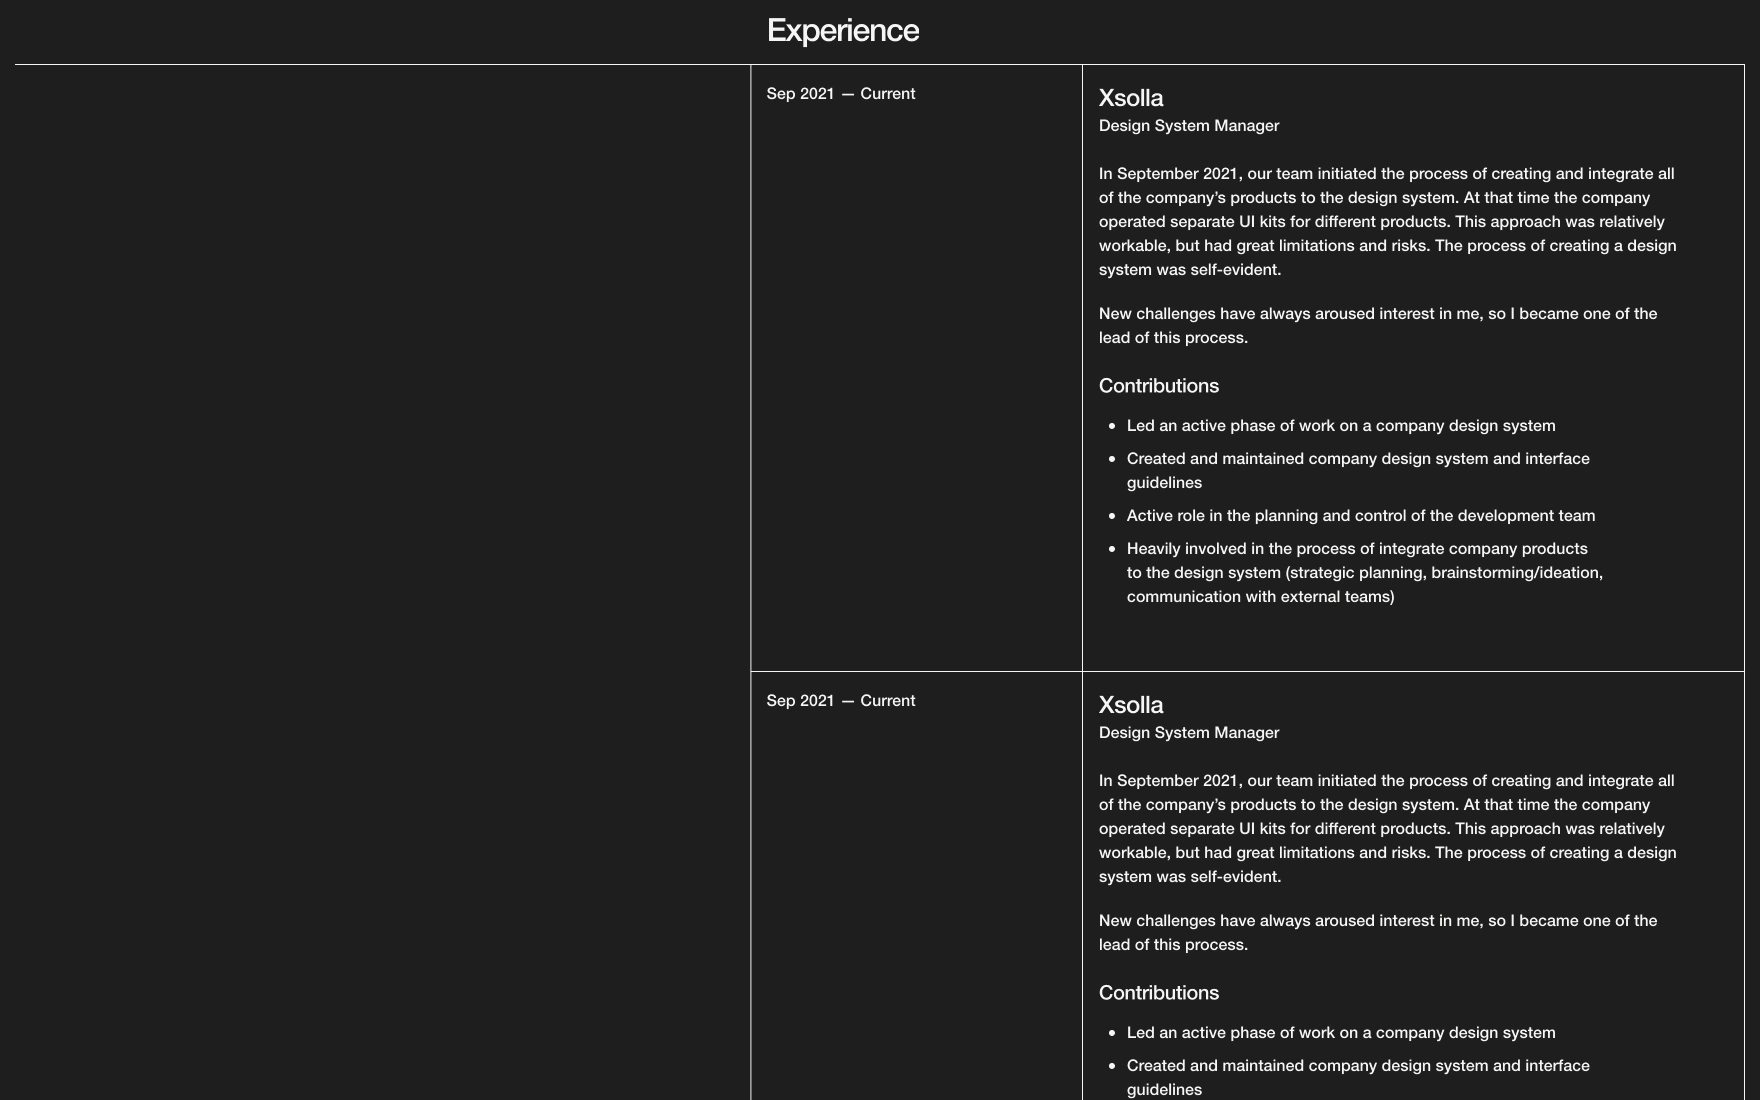 Experience
Sep 2021 — Current
Xsolla
Design System Manager
In September 2021, our team initiated the process of creating and integrate all
of the company’s products to the design system. At that time the company
operated separate UI kits for different products. This approach was relatively
workable, but had great limitations and risks. The process of creating a design
system was self-evident.
New challenges have always aroused interest in me, so I became one of the
lead of this process.
Contributions
• Led an active phase of work on a company design system
• Created and maintained company design system and interface
guidelines
• Active role in the planning and control of the development team
• Heavily involved in the process of integrate company products
to the design system (strategic planning, brainstorming/ideation,
communication with external teams)
Sep 2021 — Current
Xsolla
Design System Manager
In September 2021, our team initiated the process of creating and integrate all
of the company’s products to the design system. At that time the company
operated separate UI kits for different products. This approach was relatively
workable, but had great limitations and risks. The process of creating a design
system was self-evident.
New challenges have always aroused interest in me, so I became one of the
lead of this process.
Contributions
• Led an active phase of work on a company design system
• Created and maintained company design system and interface
guidelines